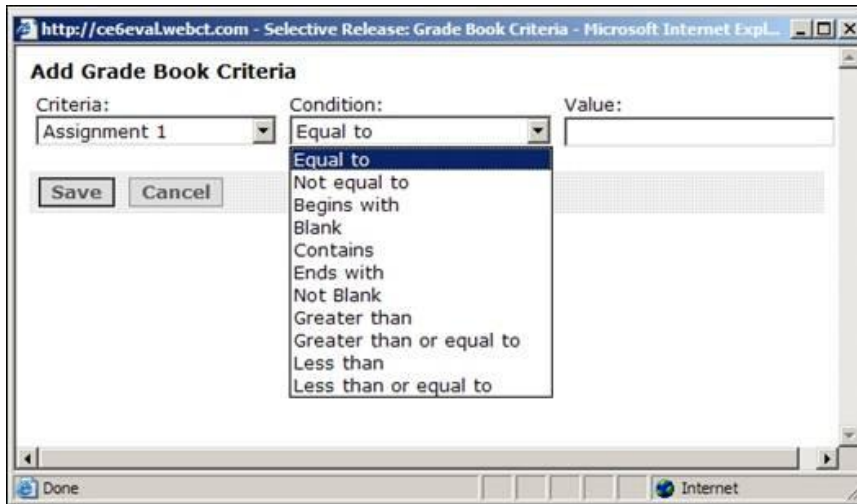 http://ce6eval.webct.com - Selective Release: Grade Book Criteria - Microsoft Internet Expl...
Add Grade Book Criteria
Criteria: Condition: Value:
Assignment 1 Equal to
Equal to
Not equal to
Begins with
Blank
Contains
Ends with
Not Blank
Greater than
Greater than or equal to
Less than
Less than or equal to
Save Cancel
Done Internet